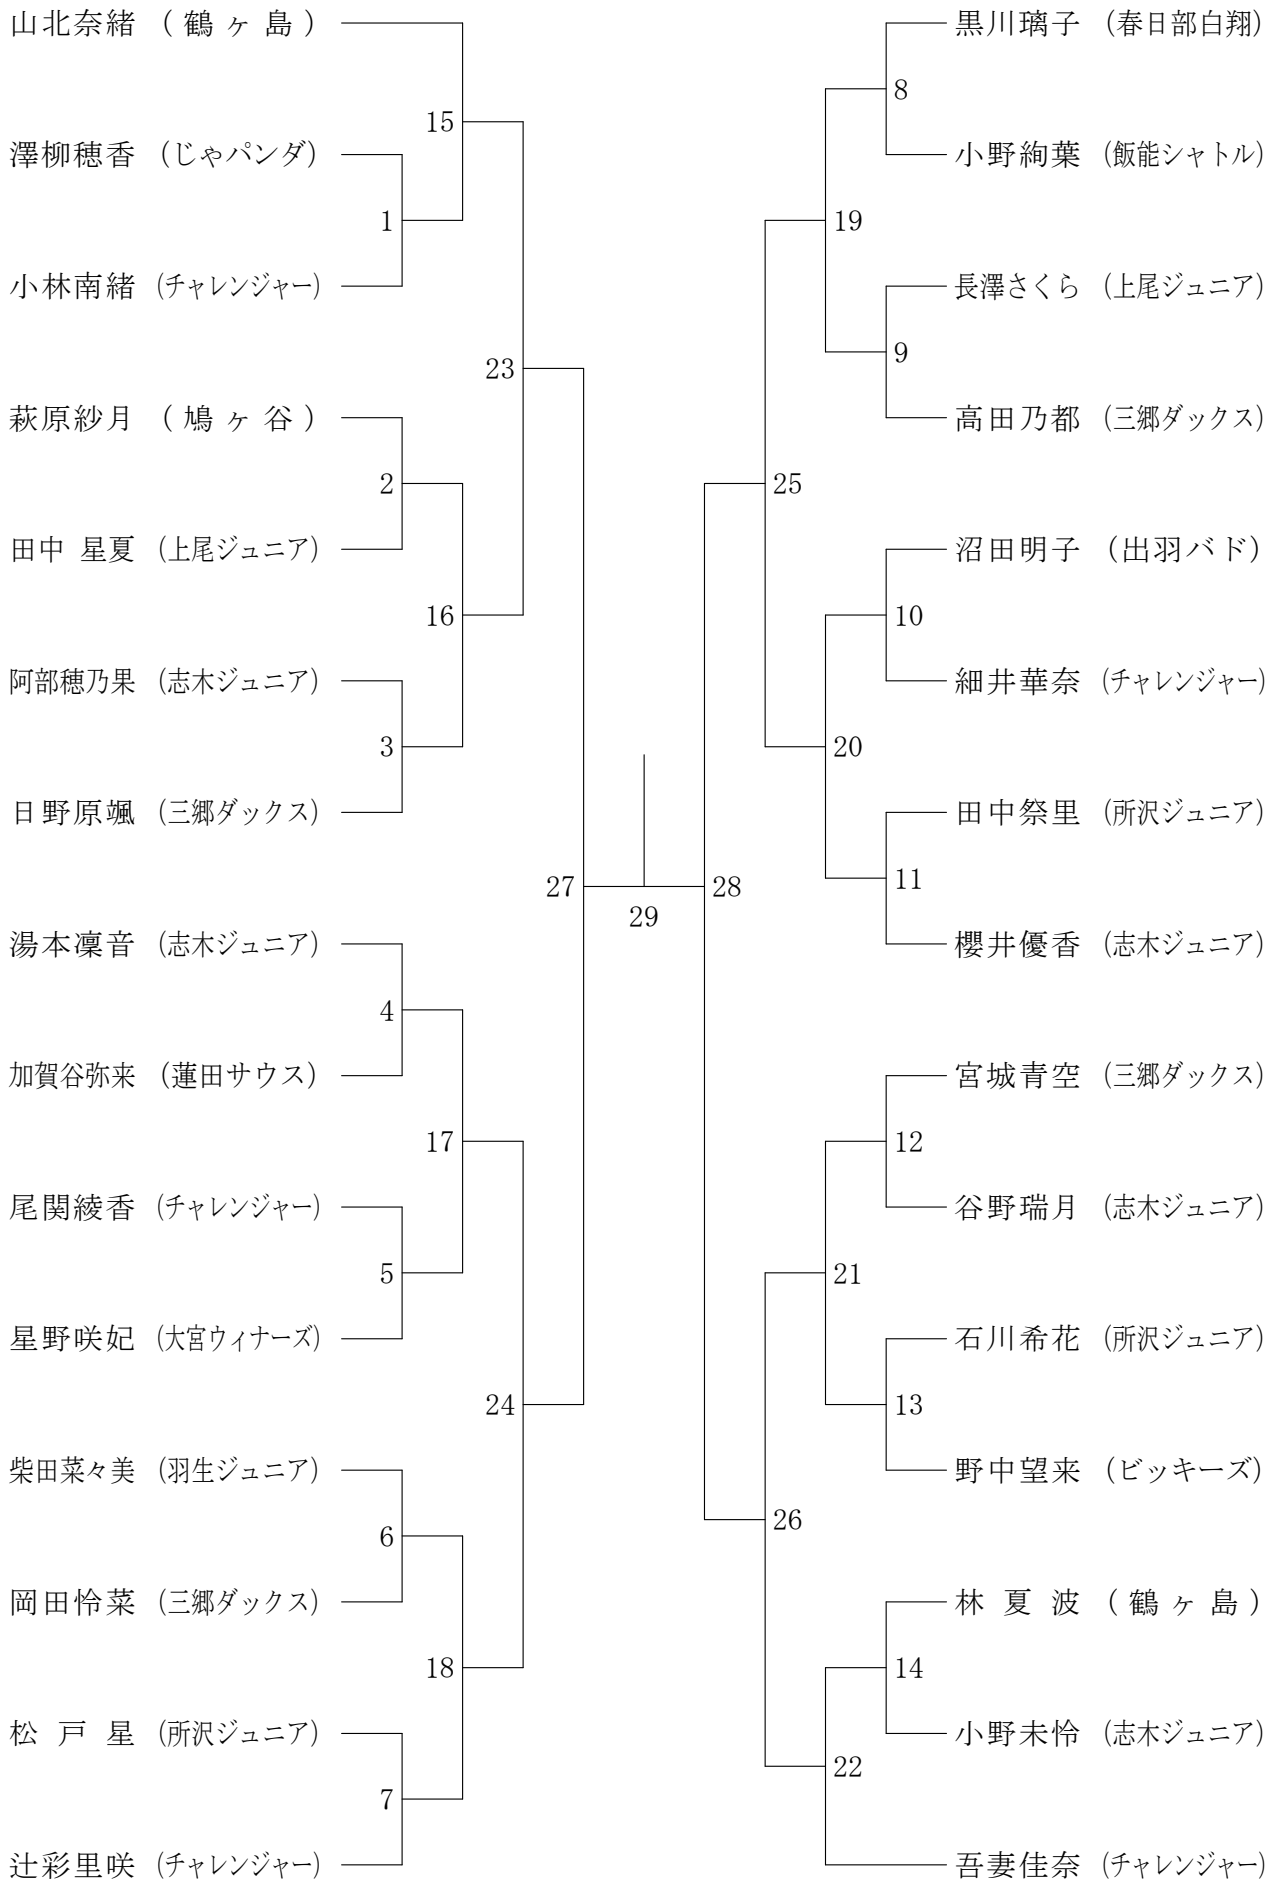 山北奈緒 (鶴ヶ島)
15
澤柳穂香 (じゃパンダ)
1
小林南緒 (チャレンジャー)
23
萩原紗月 (鳩ヶ谷)
2
田中 星夏 (上尾ジュニア)
16
阿部穂乃果 (志木ジュニア)
3
日野原颯 (三郷ダックス)
27
湯本凜音 (志木ジュニア)
4
加賀谷弥来 (蓮田サウス)
17
尾関綾香 (チャレンジャー)
5
星野咲妃 (大宮ウィナーズ)
24
柴田菜々美 (羽生ジュニア)
6
岡田怜菜 (三郷ダックス)
18
松戸星 (所沢ジュニア)
7
辻彩里咲 (チャレンジャー)
29
黒川璃子 (春日部白翔)
8
小野絢葉 (飯能シャトル)
19
長澤さくら (上尾ジュニア)
9
高田乃都 (三郷ダックス)
25
沼田明子 (出羽バド)
10
細井華奈 (チャレンジャー)
20
田中祭里 (所沢ジュニア)
11
櫻井優香 (志木ジュニア)
28
宮城青空 (三郷ダックス)
12
谷野瑞月 (志木ジュニア)
21
石川希花 (所沢ジュニア)
13
野中望来 (ビッキーズ)
26
林夏波 (鶴ヶ島)
14
小野未怜 (志木ジュニア)
22
吾妻佳奈 (チャレンジャー)